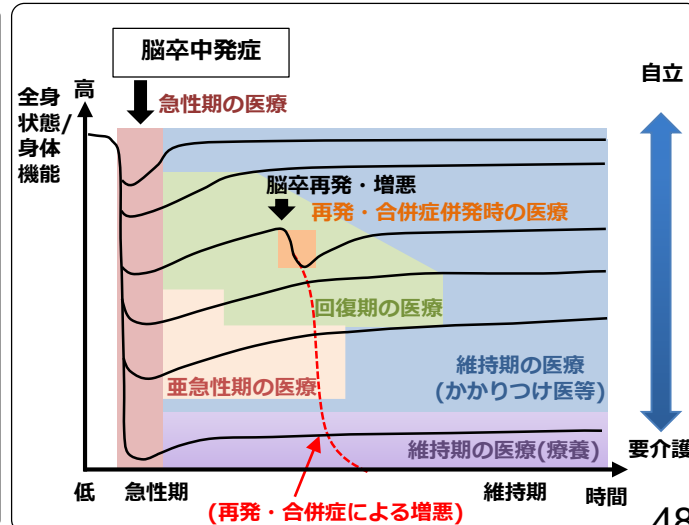 脳卒中発症
自立
全身
状態/
身体
機能
高
急性期の医療
脳卒再発・増悪
再発・合併症併発時の医療
回復期の医療
亜急性期の医療
維持期の医療
(かかりつけ医等)
維持期の医療(療養)
要介護
低
急性期
維持期
時間
(再発・合併症による増悪)
48